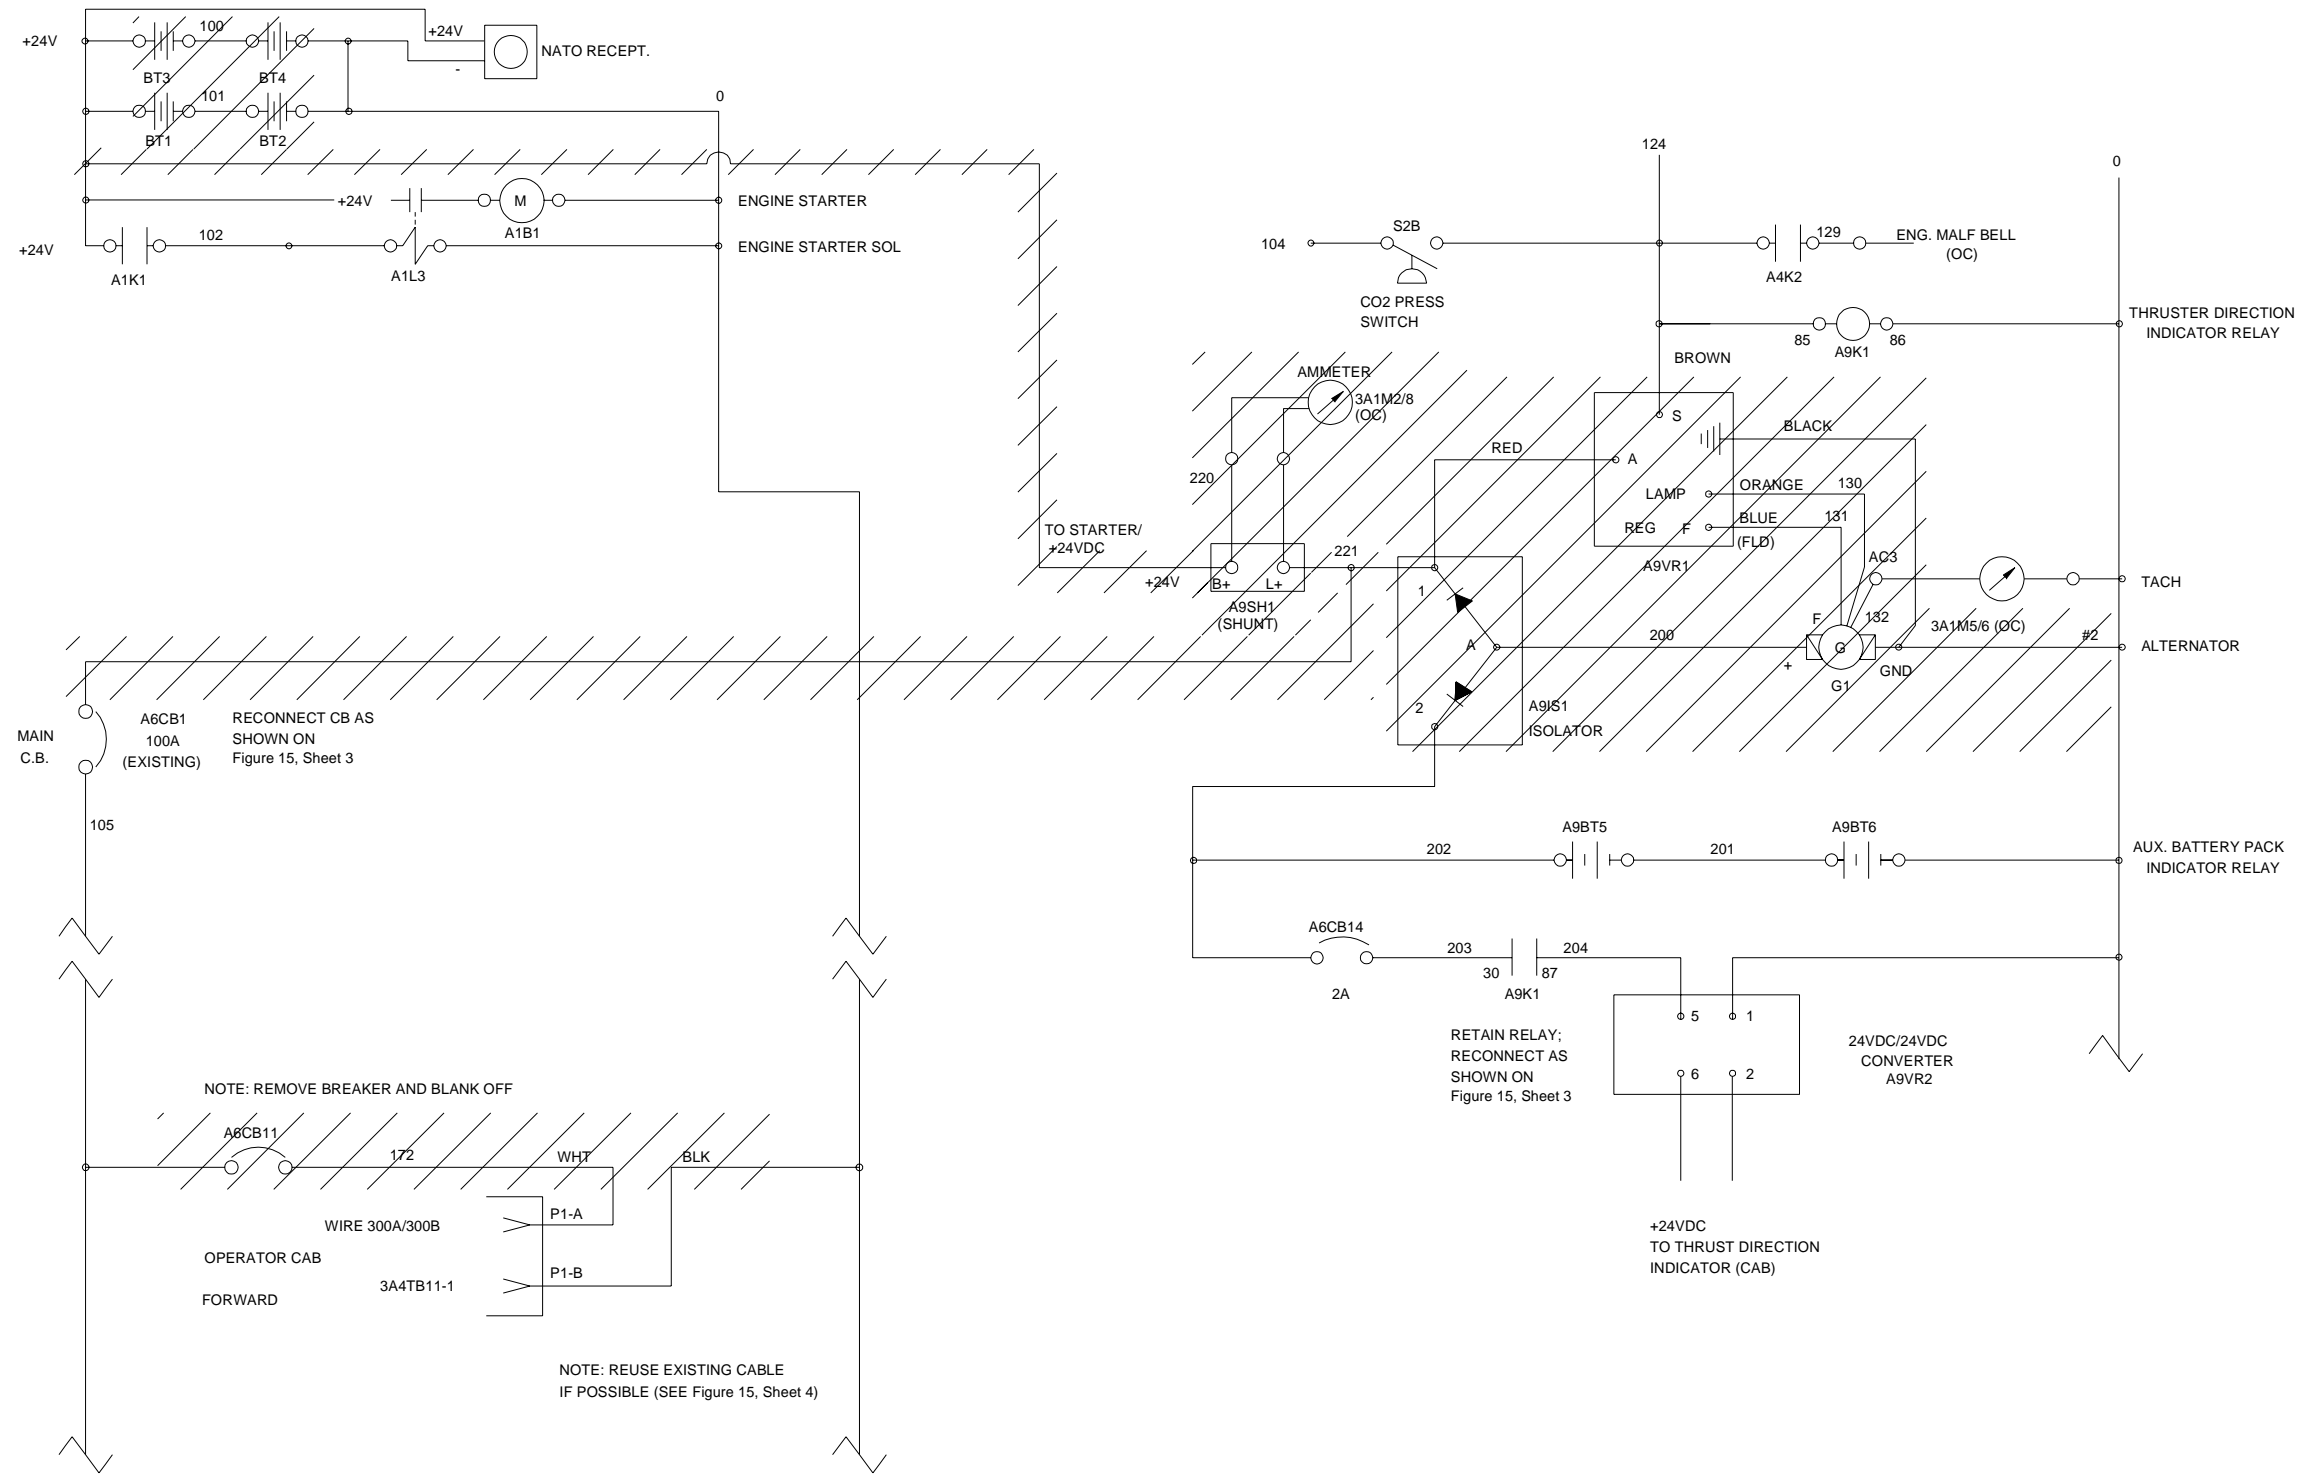 +24V
100
+24V
NATO RECEPT.
-
BT3
BT4
101
0
BT1
BT2
+24V
M
ENGINE STARTER
A1B1
+24V
102
ENGINE STARTER SOL
A1K1
A1L3
124
0
104
S2B
129
ENG. MALF BELL
(OC)
A4K2
CO2 PRESS
SWITCH
THRUSTER DIRECTION
INDICATOR RELAY
85
86
A9K1
BROWN
AMMETER
3A1M2/8
(OC)
S
BLACK
RED
A
220
LAMP
ORANGE
130
REG
F
BLUE
131
(FLD)
TO STARTER/
+24VDC
221
A9VR1
AC3
+24V
B+
L+
TACH
1
A9SH1
(SHUNT)
F
132
3A1M5/6 (OC)
#2
A
200
G
ALTERNATOR
+
GND
G1
2
A9IS1
ISOLATOR
MAIN
C.B.
A6CB1
100A
(EXISTING)
RECONNECT CB AS
SHOWN ON
Figure 15, Sheet 3
105
A9BT5
A9BT6
202
201
AUX. BATTERY PACK
INDICATOR RELAY
A6CB14
203
204
30
87
2A
A9K1
5
1
RETAIN RELAY;
RECONNECT AS
SHOWN ON
Figure 15, Sheet 3
24VDC/24VDC
CONVERTER
A9VR2
6
2
NOTE: REMOVE BREAKER AND BLANK OFF
A6CB11
172
WHT
BLK
P1-A
WIRE 300A/300B
OPERATOR CAB
P1-B
3A4TB11-1
FORWARD
+24VDC
TO THRUST DIRECTION
INDICATOR (CAB)
NOTE: REUSE EXISTING CABLE
IF POSSIBLE (SEE Figure 15, Sheet 4)